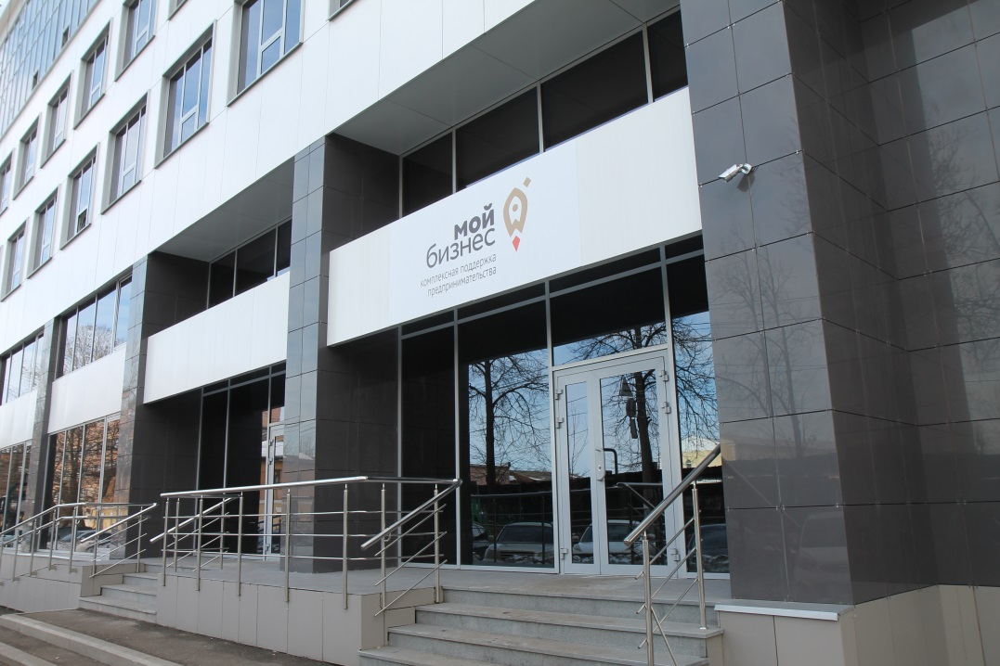 мой
бизнес
комплексная поддержка
предпринимательства